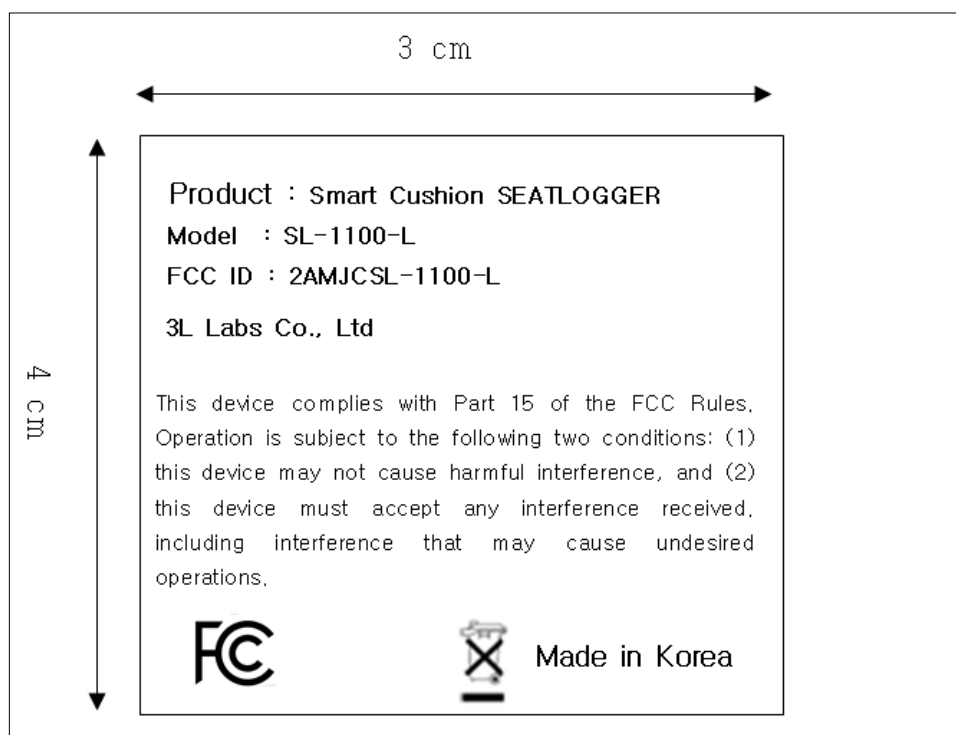 3 cm
4 cm
Product : Smart Cushion SEATLOGGER
Model : SL-1100-L
FCC ID : 2AMJCSL-1100-L
3L Labs Co., Ltd
This device complies with Part 15 of the FCC Rules.
Operation is subject to the following two conditions: (1)
this device may not cause harmful interference, and (2)
this device must accept any interference received,
including interference that may cause undesired
operations.
FC Made in Korea